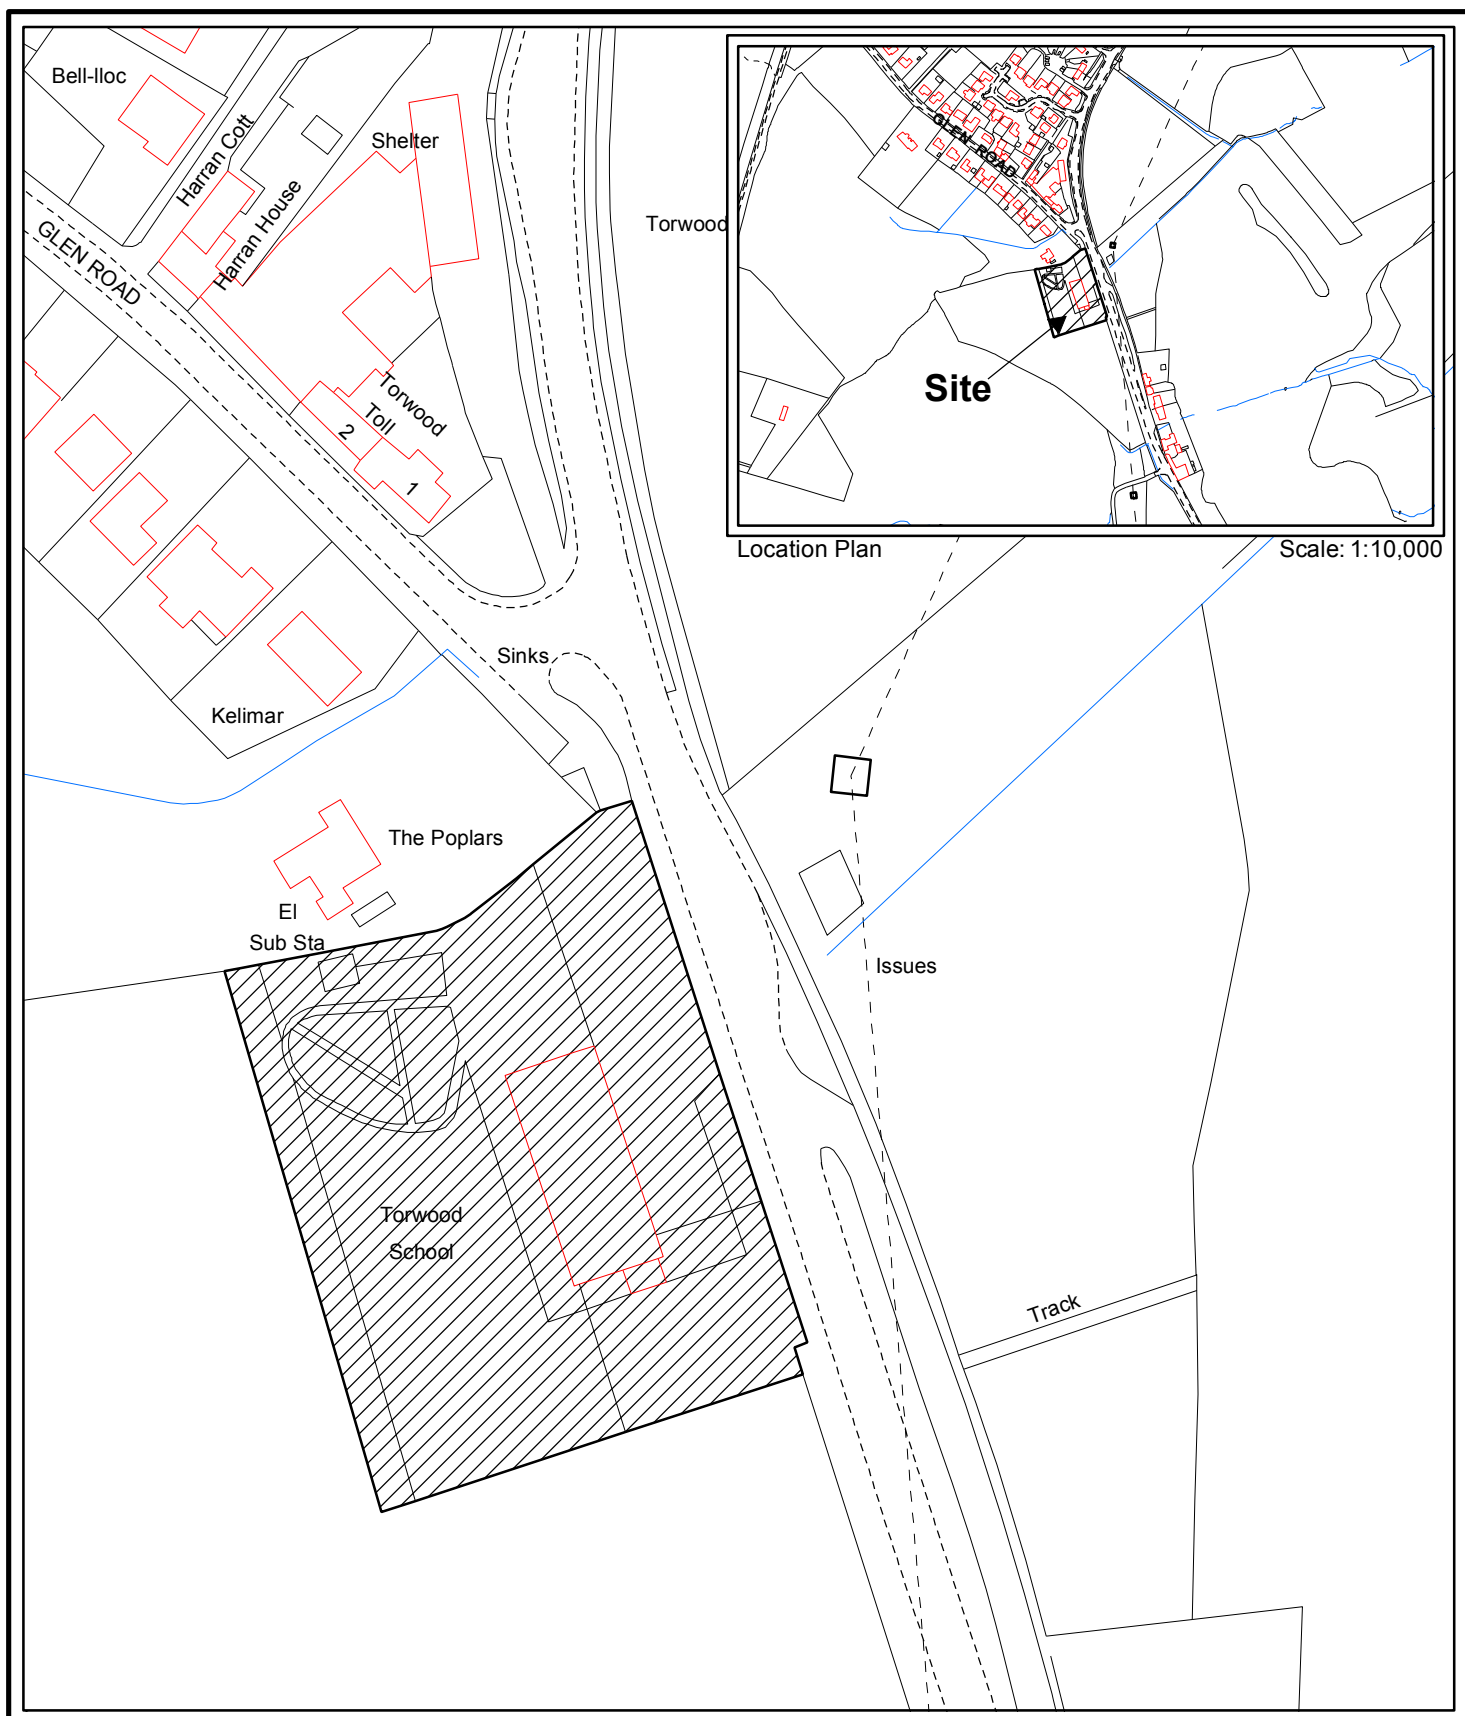 Bell-lloc
Harran Cott
Shelter
Harran House
GLEN ROAD
Torwood
GLEN ROAD
Site
Torwood
Toll
2
1
Location Plan
Scale: 1:10,000
Sinks
Kelimar
The Poplars
El
Sub Sta
Issues
Torwood
School
Track